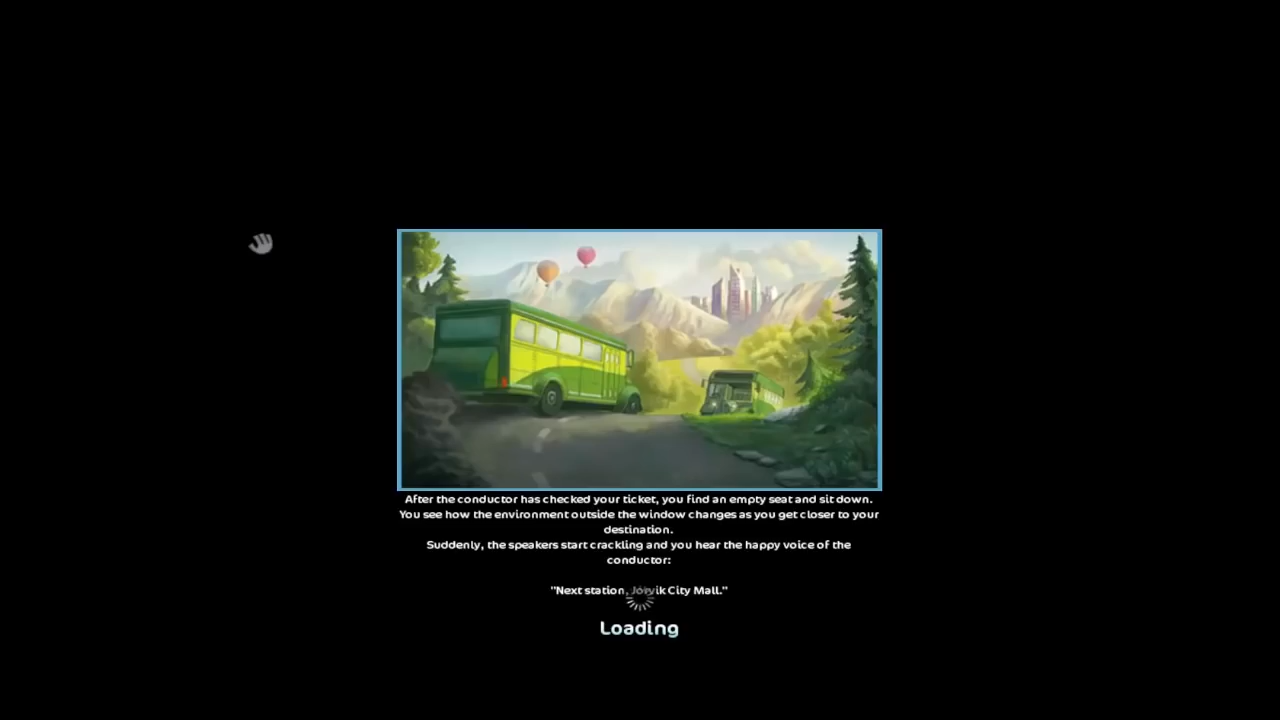 After the conductor has checked your ticket, you find an empty seat and sit down.
You see how the environment outside the window changes as you get closer to your
destination.
Suddenly, the speakers start crackling and you hear the happy voice of the
conductor:
"Next station, Jorvik City Mall."
Loading